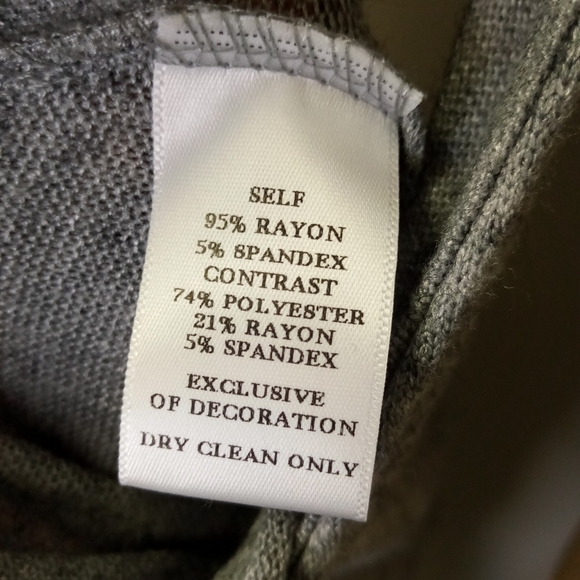 SELF
95% RAYON
5% SPANDEX
CONTRAST
74% POLYESTER
21% RAYON
5% SPANDEX
EXCLUSIVE
OF DECORATION
DRY CLEAN ONLY